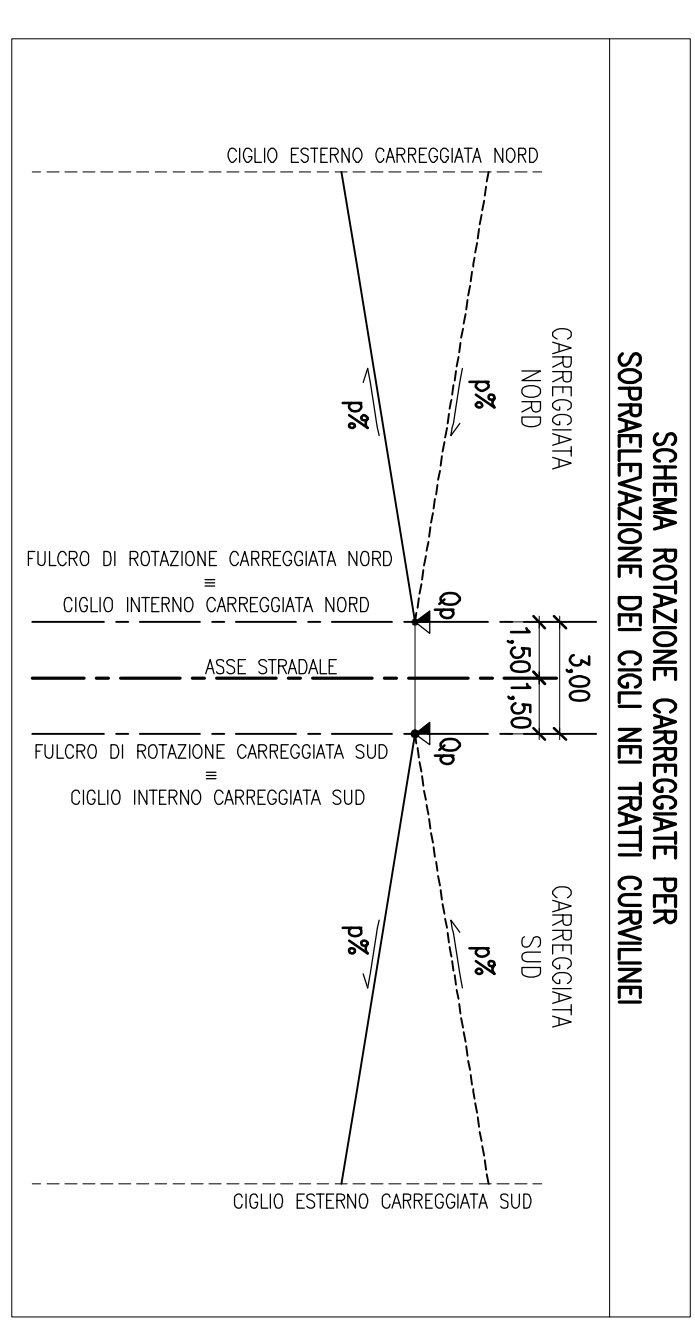 SCHEMA ROTAZIONE CARREGGIATE PER
SOPRAELEVAZIONE DEI CIGLI NEI TRATTI CURVILINEI
CIGLIO ESTERNO CARREGGIATA NORD
CARREGGIATA
NORD
p%
p%
FULCRO DI ROTAZIONE CARREGGIATA NORD
≡
CIGLIO INTERNO CARREGGIATA NORD
Qp
3,00
1,50
1,50
ASSE STRADALE
Qp
FULCRO DI ROTAZIONE CARREGGIATA SUD
≡
CIGLIO INTERNO CARREGGIATA SUD
CARREGGIATA
SUD
p%
p%
CIGLIO ESTERNO CARREGGIATA SUD